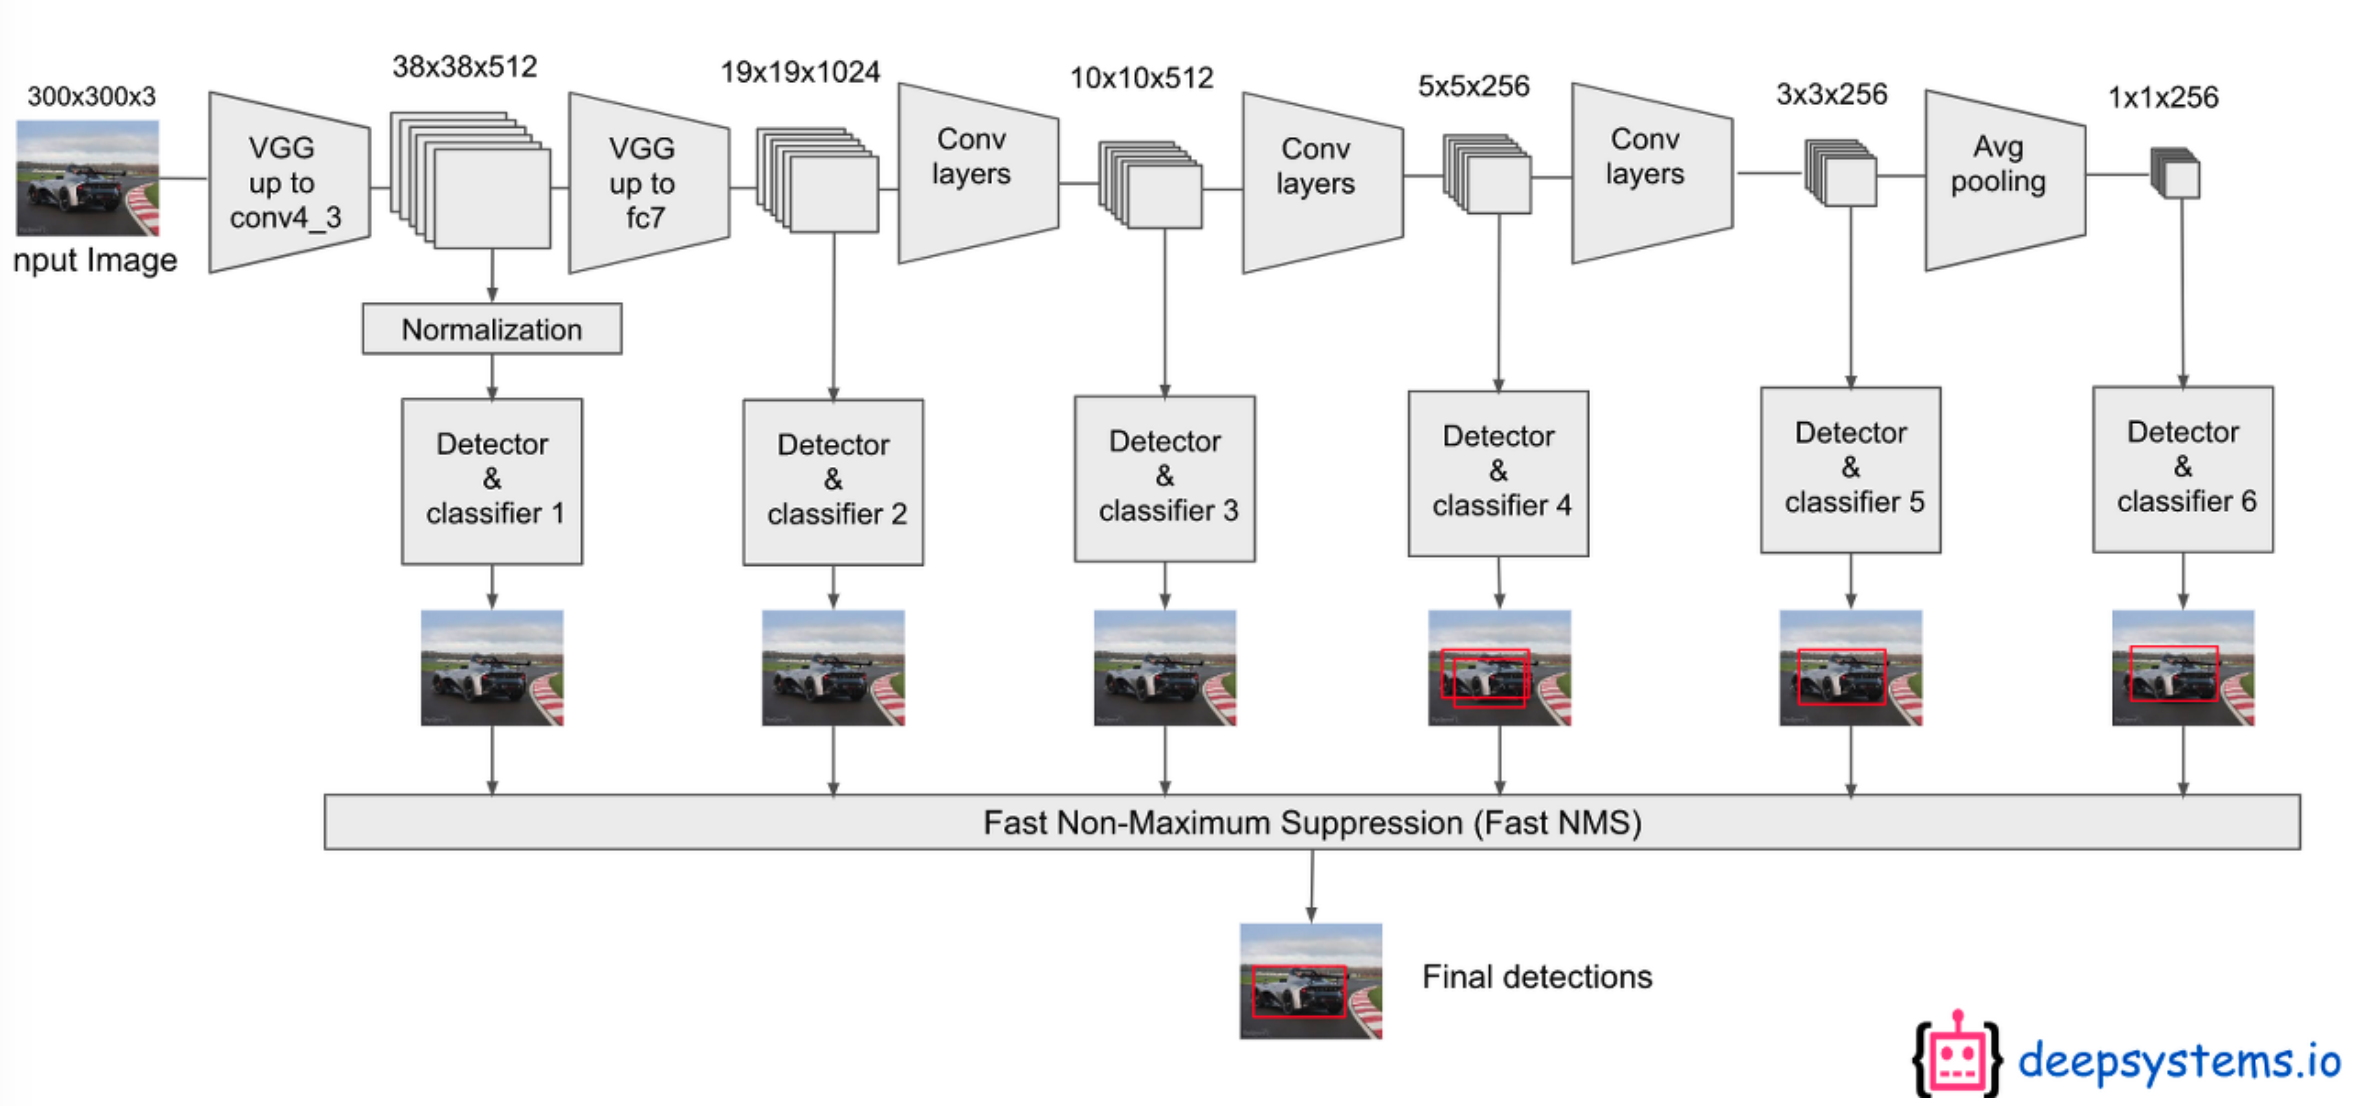 300x300x3
38x38x512
19x19x1024
10x10x512
5x5x256
3x3x256
1x1x256
nput Image
VGG
up to
conv4_3
VGG
up to
fc7
Conv
layers
Conv
layers
Conv
layers
Avg
pooling
Normalization
Detector
&
classifier 1
Detector
&
classifier 2
Detector
&
classifier 3
Detector
&
classifier 4
Detector
&
classifier 5
Detector
&
classifier 6
Fast Non-Maximum Suppression (Fast NMS)
Final detections
deepsystems.io